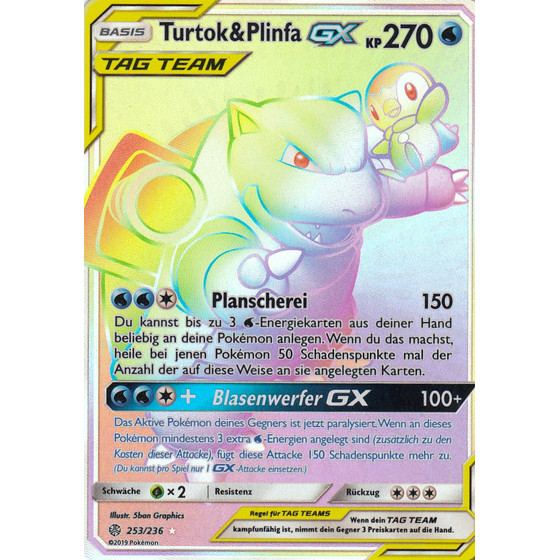 BASIS Turtok&Plinfa GX KP270
TAG TEAM
Planscherei 150
Du kannst bis zu 3 -Energiekarten aus deiner Hand
beliebig an deine Pokémon anlegen. Wenn du das machst,
heile bei jenen Pokémon 50 Schadenspunkte mal der
Anzahl der auf diese Weise an sie angelegten Karten.
+ Blasenwerfer GX 100+
Das Aktive Pokémon deines Gegners ist jetzt paralysiert. Wenn an dieses
Pokémon mindestens 3 extra -Energien angelegt sind (zusätzlich zu den
Kosten dieser Attacke), fügt diese Attacke 150 Schadenspunkte mehr zu.
(Du kannst pro Spiel nur 1 GX-Attacke einsetzen.)
Schwäche ×2 Resistenz Rückzug
Illustr. 5ban Graphics
253/236
©2019 Pokémon
Regel für TAG TEAMS
Wenn dein TAG TEAM
kampfunfähig ist, nimmt dein Gegner 3 Preiskarten auf die Hand.